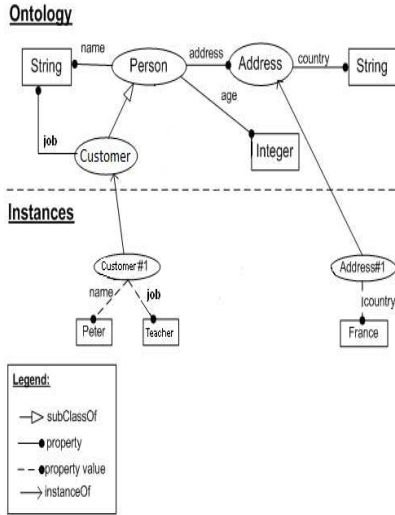 Ontology
name
address
country
String
Person
Address
String
age
job
Customer
Integer
Instances
Customer#1
Address#1
name
job
country
Peter
Teacher
France
Legend:
subClassOf
property
property value
instanceOf